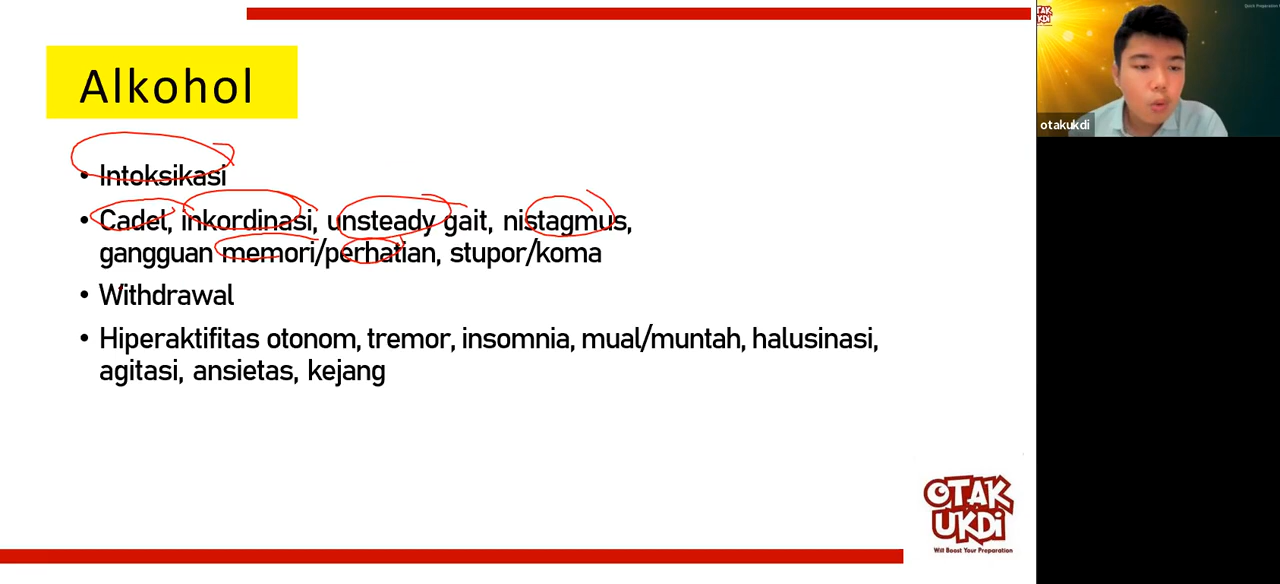 Alkohol
• Intoksikasi
• Cadel, inkordinasi, unsteady gait, nistagmus,
gangguan memori/perhatian, stupor/koma
• Withdrawal
• Hiperaktifitas otonom, tremor, insomnia, mual/muntah, halusinasi,
agitasi, ansietas, kejang
OTAK
UKDI
Will Boost Your Preparation
otakukdi